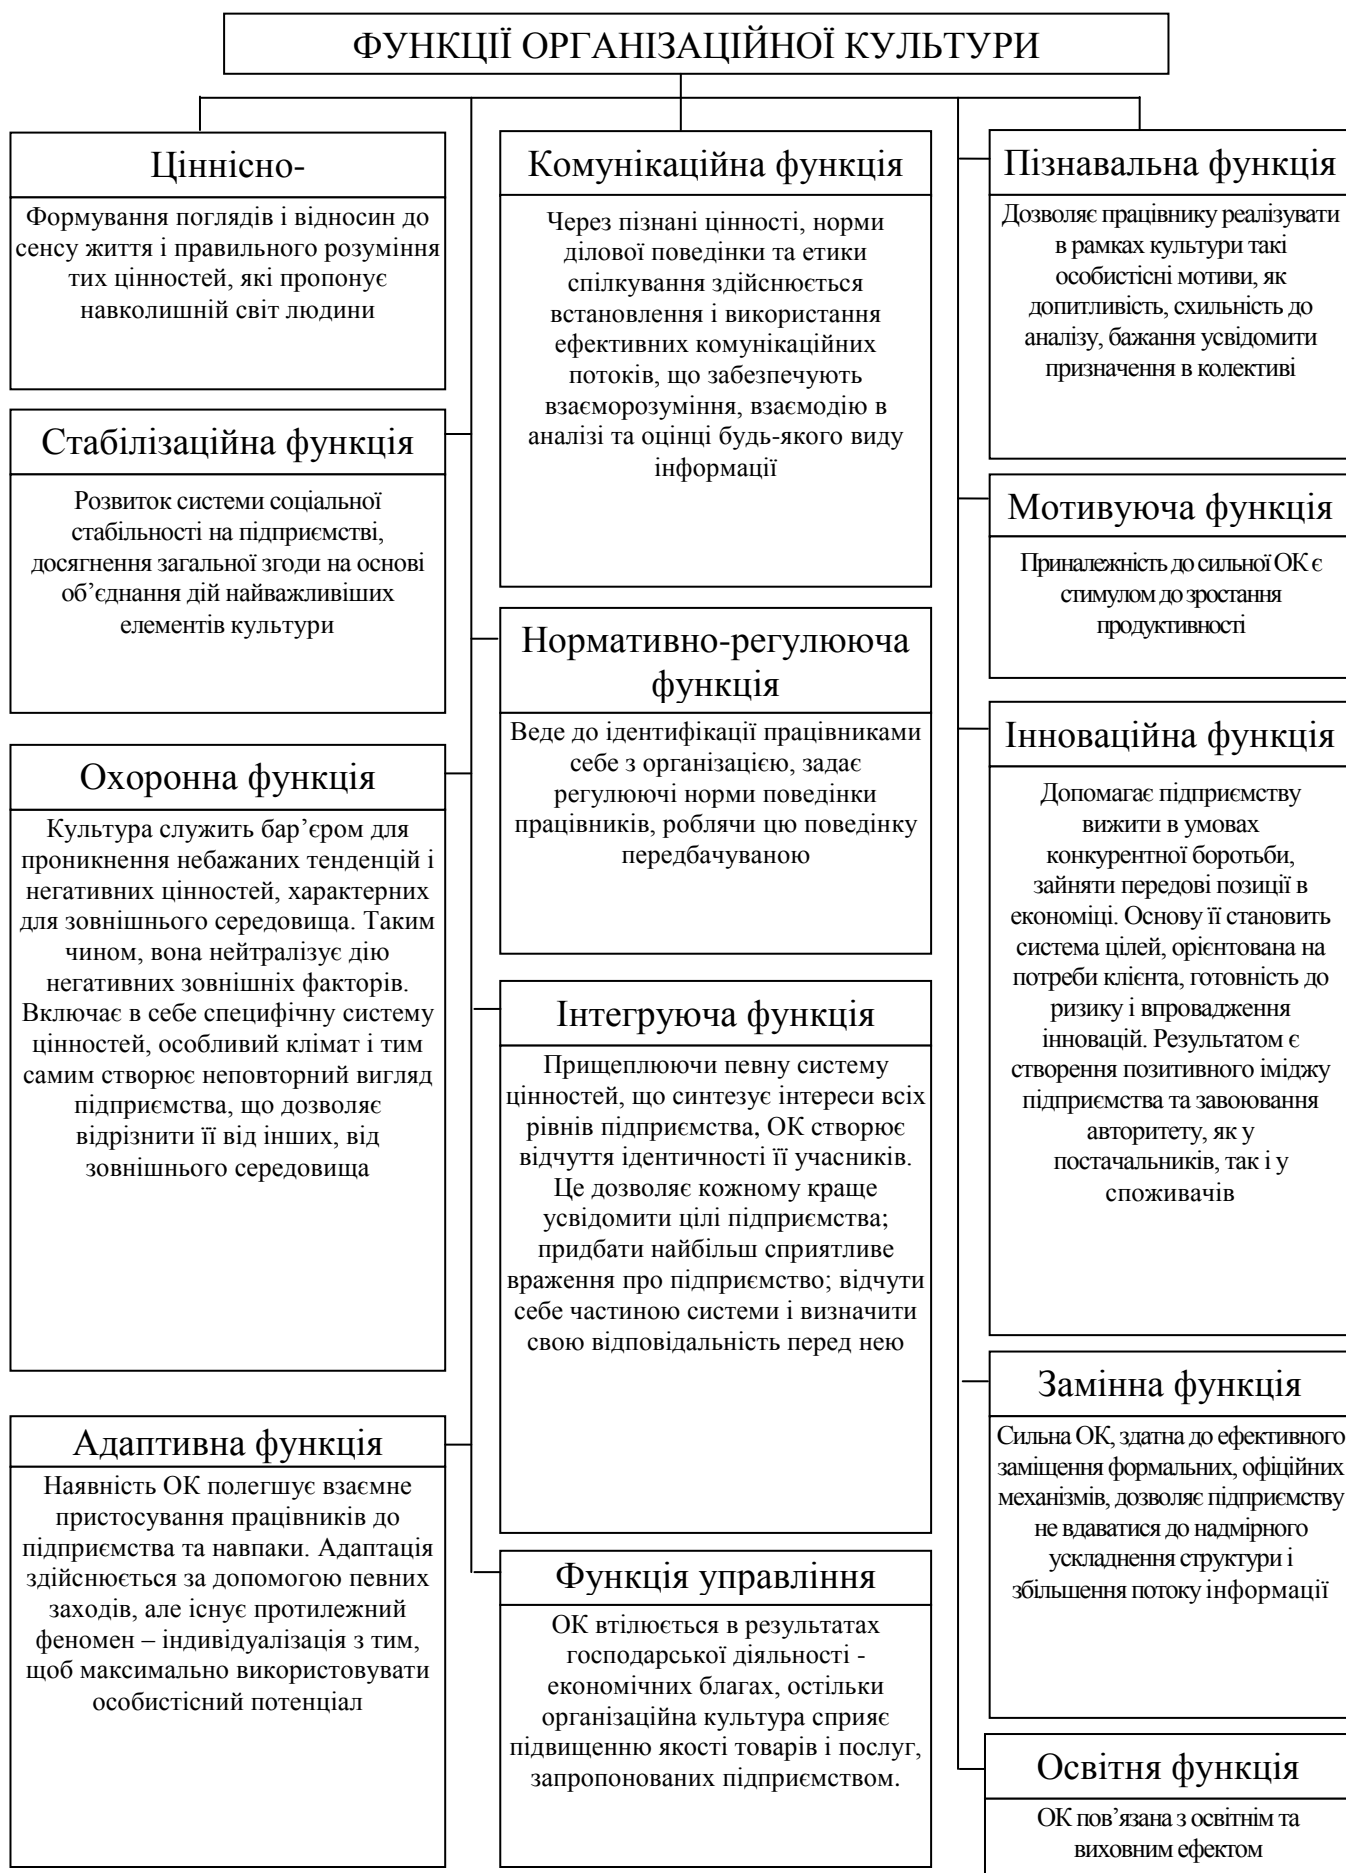 ФУНКЦІЇ ОРГАНІЗАЦІЙНОЇ КУЛЬТУРИ
Ціннісно-
Формування поглядів і відносин до
сенсу життя і правильного розуміння
тих цінностей, які пропонує
навколишній світ людини
Стабілізаційна функція
Розвиток системи соціальної
стабільності на підприємстві,
досягнення загальної згоди на основі
об’єднання дій найважливіших
елементів культури
Охоронна функція
Культура служить бар’єром для
проникнення небажаних тенденцій і
негативних цінностей, характерних
для зовнішнього середовища. Таким
чином, вона нейтралізує дію
негативних зовнішніх факторів.
Включає в себе специфічну систему
цінностей, особливий клімат і тим
самим створює неповторний вигляд
підприємства, що дозволяє
відрізнити її від інших, від
зовнішнього середовища
Адаптивна функція
Наявність ОК полегшує взаємне
пристосування працівників до
підприємства та навпаки. Адаптація
здійснюється за допомогою певних
заходів, але існує протилежний
феномен – індивідуалізація з тим,
щоб максимально використовувати
особистісний потенціал
Комунікаційна функція
Через пізнані цінності, норми
ділової поведінки та етики
спілкування здійснюється
встановлення і використання
ефективних комунікаційних
потоків, що забезпечують
взаєморозуміння, взаємодію в
аналізі та оцінці будь-якого виду
інформації
Нормативно-регулююча
функція
Веде до ідентифікації працівниками
себе з організацією, задає
регулюючі норми поведінки
працівників, роблячи цю поведінку
передбачуваною
Інтегруюча функція
Прищеплюючи певну систему
цінностей, що синтезує інтереси всіх
рівнів підприємства, ОК створює
відчуття ідентичності її учасників.
Це дозволяє кожному краще
усвідомити цілі підприємства;
придбати найбільш сприятливе
враження про підприємство; відчути
себе частиною системи і визначити
свою відповідальність перед нею
Функція управління
ОК втілюється в результатах
господарської діяльності -
економічних благах, остільки
організаційна культура сприяє
підвищенню якості товарів і послуг,
запропонованих підприємством.
Пізнавальна функція
Дозволяє працівнику реалізувати
в рамках культури такі
особистісні мотиви, як
допитливість, схильність до
аналізу, бажання усвідомити
призначення в колективі
Мотивуюча функція
Приналежність до сильної ОК є
стимулом до зростання
продуктивності
Інноваційна функція
Допомагає підприємству
вижити в умовах
конкурентної боротьби,
зайняти передові позиції в
економіці. Основу її становить
система цілей, орієнтована на
потреби клієнта, готовність до
ризику і впровадження
інновацій. Результатом є
створення позитивного іміджу
підприємства та завоювання
авторитету, як у
постачальників, так і у
споживачів
Замінна функція
Сильна ОК, здатна до ефективного
заміщення формальних, офіційних
механізмів, дозволяє підприємству
не вдаватися до надмірного
ускладнення структури і
збільшення потоку інформації
Освітня функція
ОК пов’язана з освітнім та
виховним ефектом